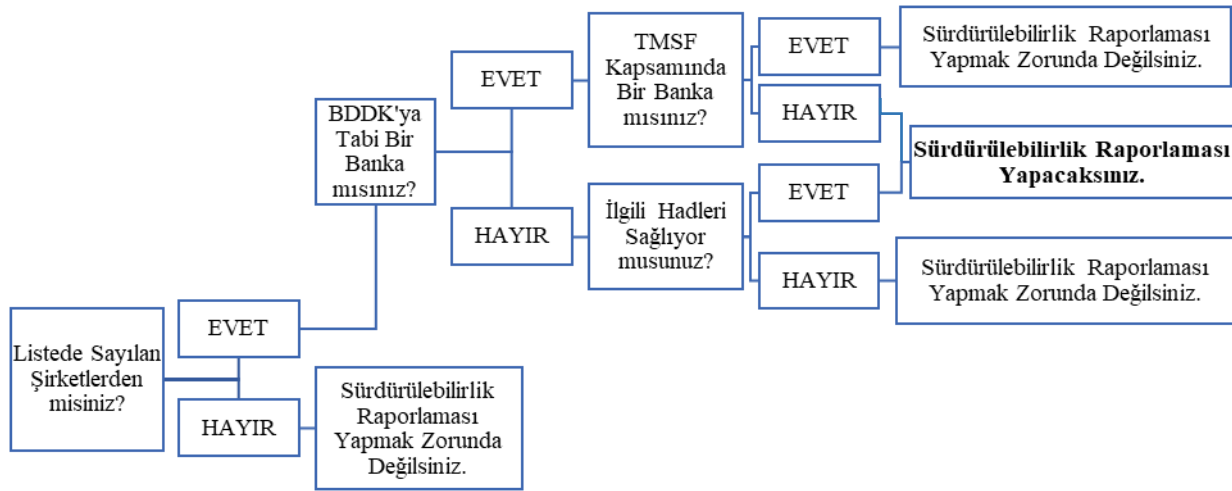 Listede Sayılan
Şirketlerden
misiniz?
EVET
HAYIR
Sürdürülebilirlik
Raporlaması
Yapmak Zorunda
Değilsiniz.
BDDK'ya
Tabi Bir
Banka
mısınız?
EVET
HAYIR
TMSF
Kapsamında
Bir Banka
mısınız?
EVET
Sürdürülebilirlik Raporlaması
Yapmak Zorunda Değilsiniz.
HAYIR
Sürdürülebilirlik Raporlaması
Yapacaksınız.
İlgili Hadleri
Sağlıyor
musunuz?
EVET
HAYIR
Sürdürülebilirlik Raporlaması
Yapmak Zorunda Değilsiniz.